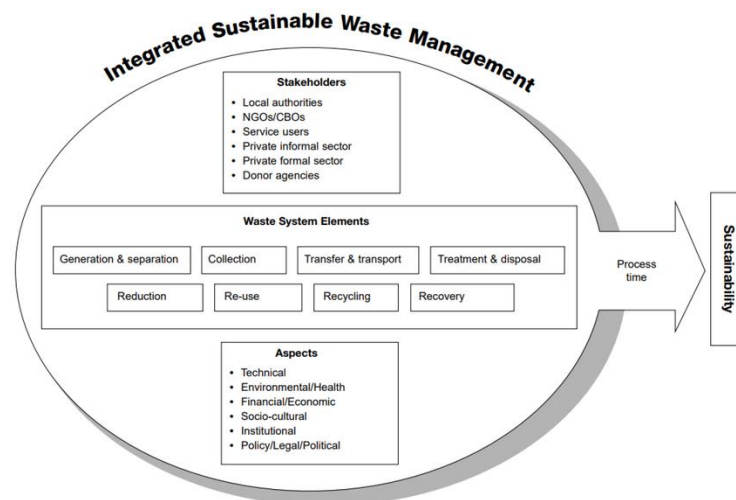 Integrated Sustainable Waste Management
Stakeholders
• Local authorities
• NGOs/CBOs
• Service users
• Private informal sector
• Private formal sector
• Donor agencies
Waste System Elements
Generation & separation
Collection
Transfer & transport
Treatment & disposal
Reduction
Re-use
Recycling
Recovery
Aspects
• Technical
• Environmental/Health
• Financial/Economic
• Socio-cultural
• Institutional
• Policy/Legal/Political
Process
time
Sustainability